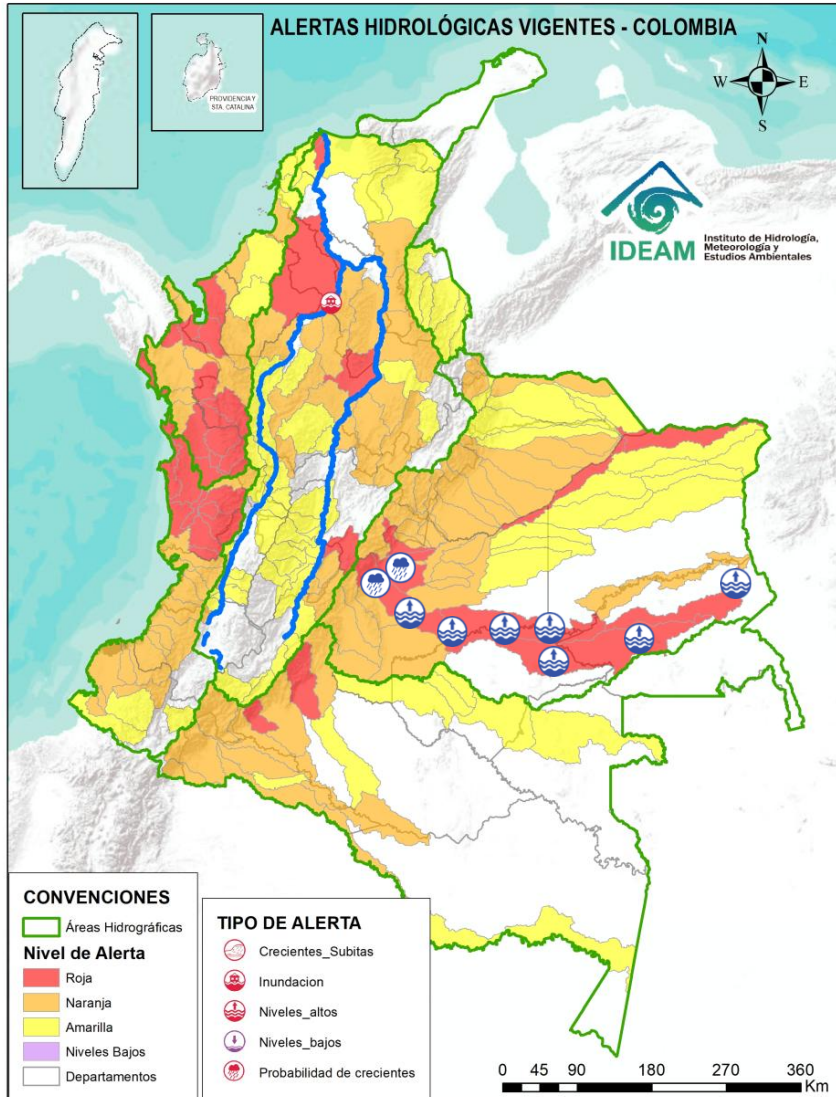 ALERTAS HIDROLÓGICAS VIGENTES - COLOMBIA
PROVIDENCIA Y
STA. CATALINA
N
W
E
S
IDEAM
Instituto de Hidrología,
Meteorología y
Estudios Ambientales
CONVENCIONES
Áreas Hidrográficas
Nivel de Alerta
Roja
Naranja
Amarilla
Niveles Bajos
Departamentos
TIPO DE ALERTA
Crecientes_Subitas
Inundacion
Niveles_altos
Niveles_bajos
Probabilidad de crecientes
0 45 90 180 270 360
Km